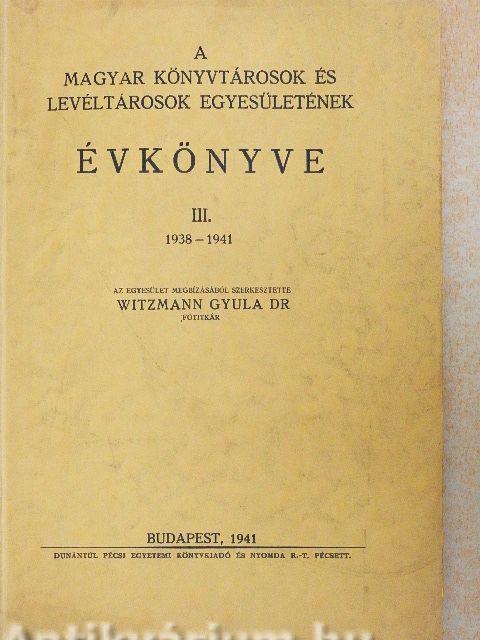 A
MAGYAR KÖNYVTÁROSOK ÉS
LEVÉLTÁROSOK EGYESÜLETÉNEK
ÉVKÖNYVE
III.
1938–1941
AZ EGYESÜLET MEGBÍZÁSÁBÓL SZERKESZTETTE
WITZMANN GYULA DR
FŐTITKÁR
BUDAPEST, 1941
DUNÁNTÚL PÉCSI EGYETEMI KÖNYVKIADÓ ÉS NYOMDA R.-T. PÉCSETT.
Antikvárium.hu